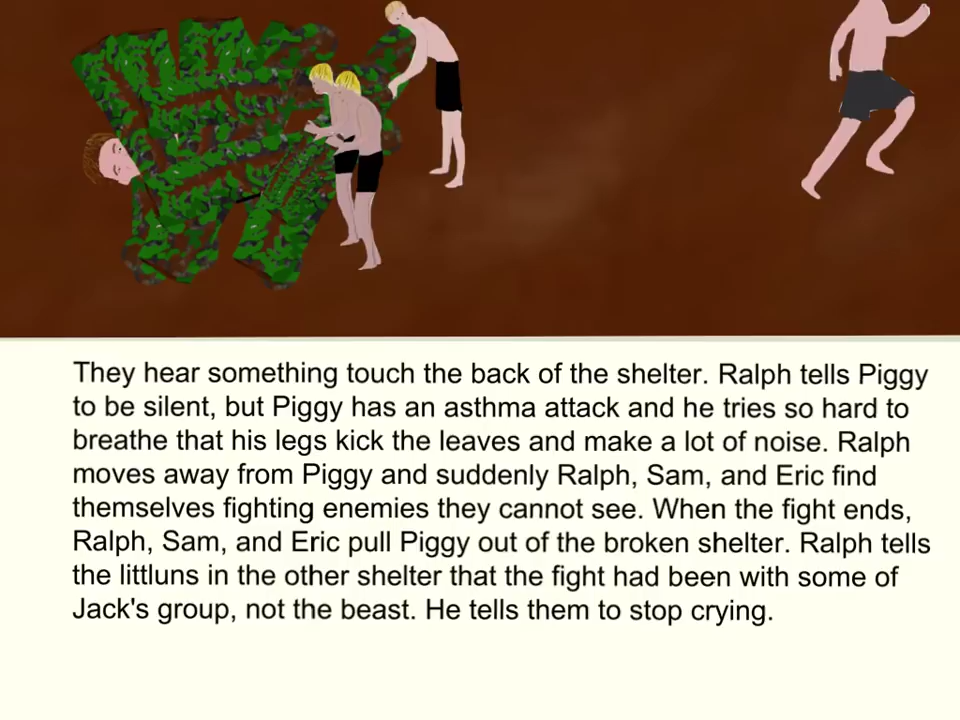 They hear something touch the back of the shelter. Ralph tells Piggy
to be silent, but Piggy has an asthma attack and he tries so hard to
breathe that his legs kick the leaves and make a lot of noise. Ralph
moves away from Piggy and suddenly Ralph, Sam, and Eric find
themselves fighting enemies they cannot see. When the fight ends,
Ralph, Sam, and Eric pull Piggy out of the broken shelter. Ralph tells
the littluns in the other shelter that the fight had been with some of
Jack's group, not the beast. He tells them to stop crying.